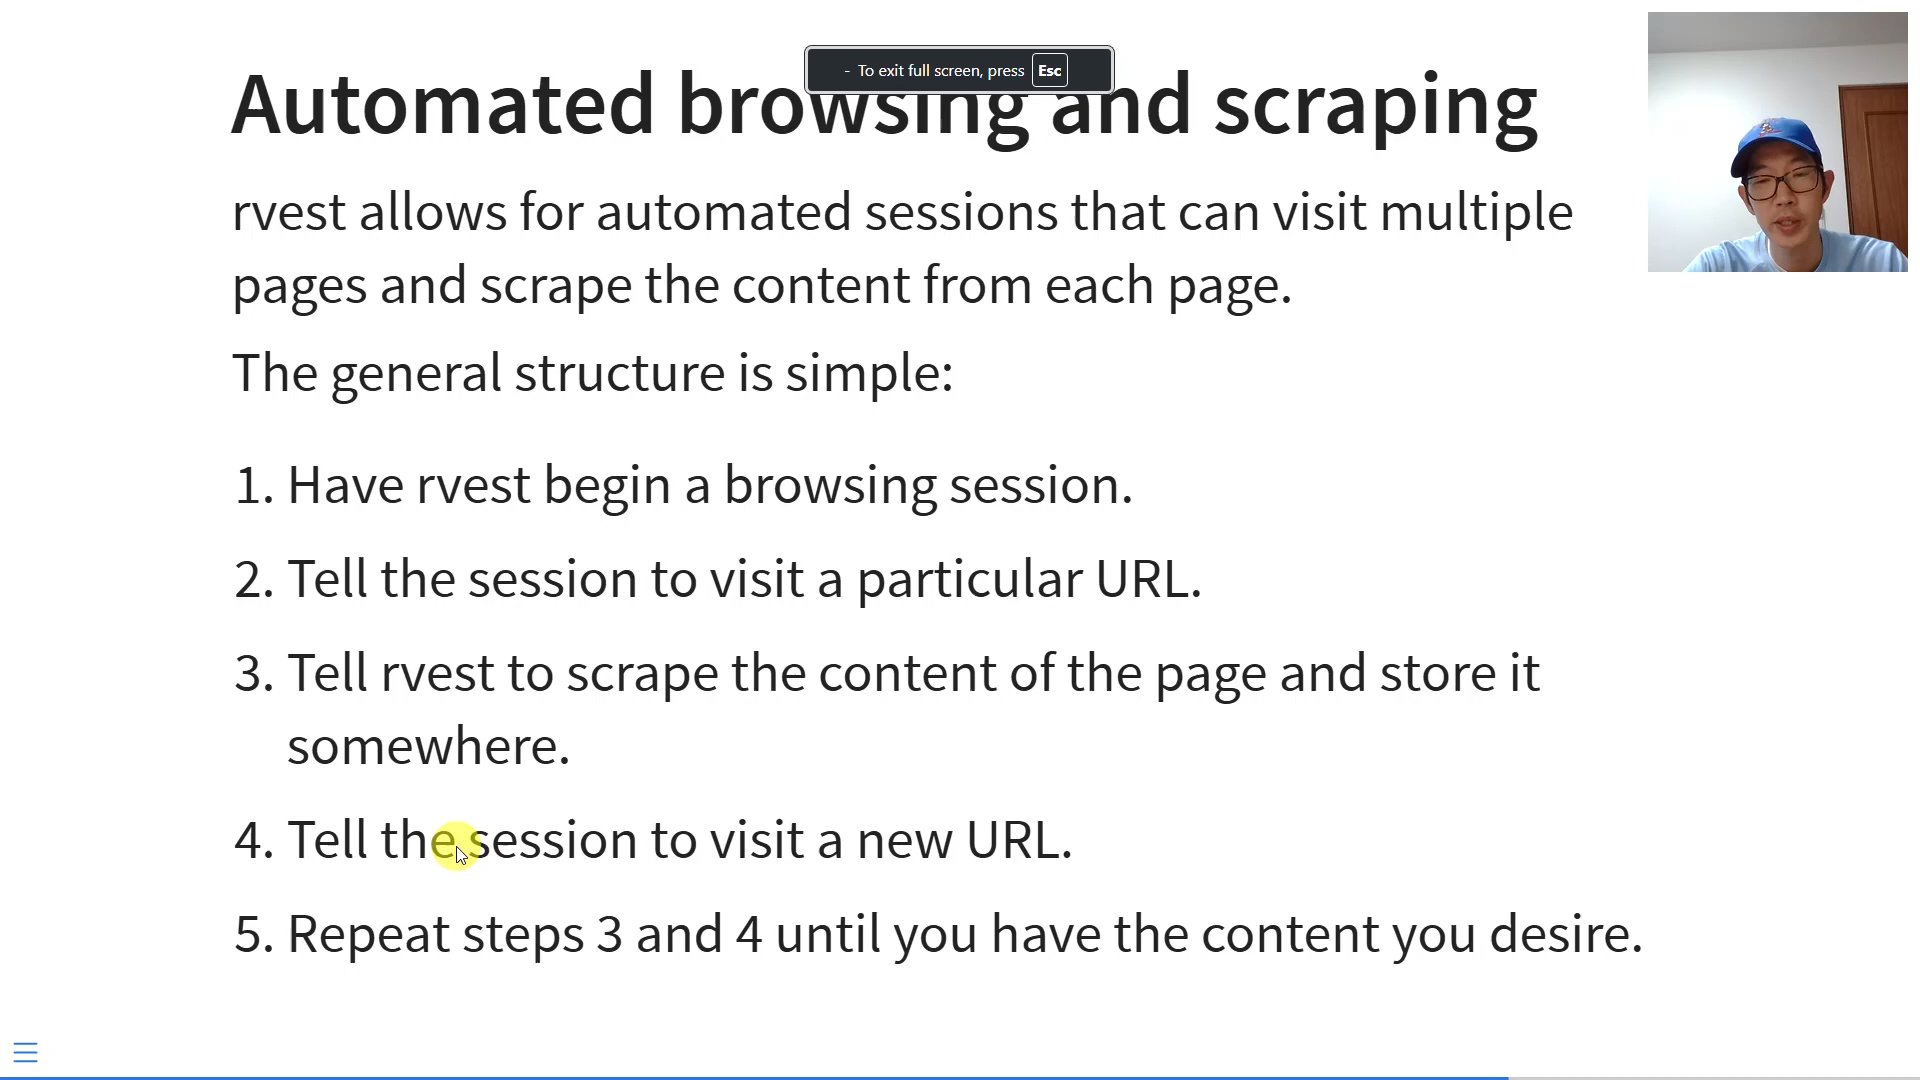 - To exit full screen, press Esc
Automated browsing and scraping
rvest allows for automated sessions that can visit multiple
pages and scrape the content from each page.
The general structure is simple:
1. Have rvest begin a browsing session.
2. Tell the session to visit a particular URL.
3. Tell rvest to scrape the content of the page and store it
somewhere.
4. Tell the session to visit a new URL.
5. Repeat steps 3 and 4 until you have the content you desire.